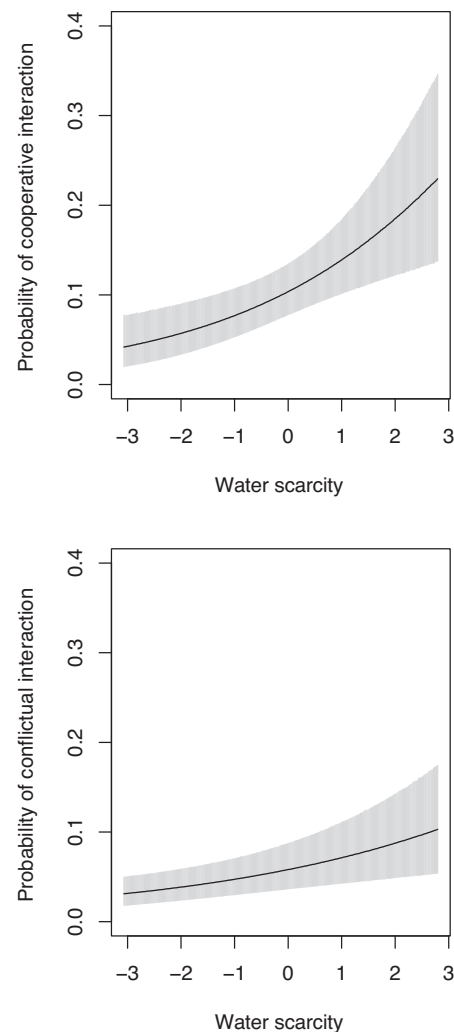 Probability of cooperative interaction
0.4
0.3
0.2
0.1
0.0
−3 −2 −1 0 1 2 3
Water scarcity
Probability of conflictual interaction
0.4
0.3
0.2
0.1
0.0
−3 −2 −1 0 1 2 3
Water scarcity